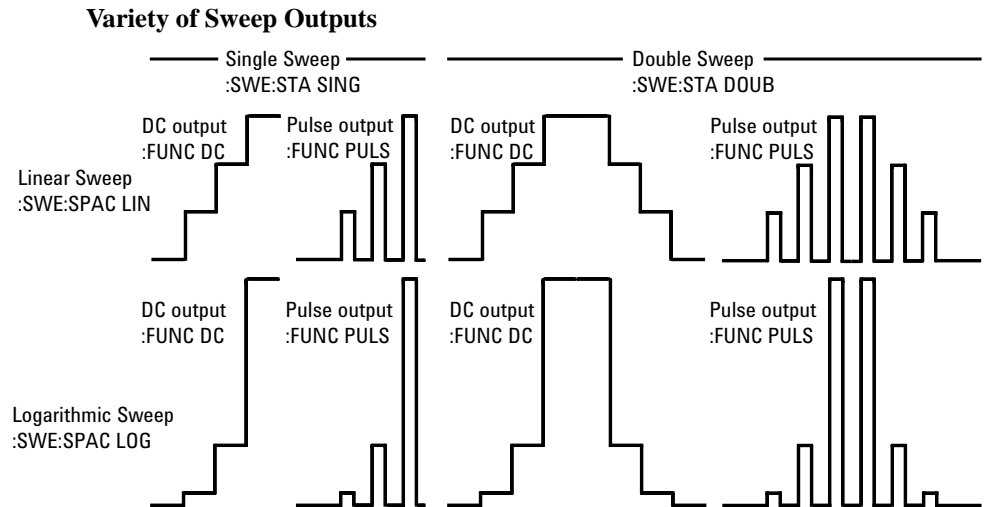 Variety of Sweep Outputs
Single Sweep
:SWE:STA SING
Double Sweep
:SWE:STA DOUB
DC output
:FUNC DC
Pulse output
:FUNC PULS
DC output
:FUNC DC
Pulse output
:FUNC PULS
Linear Sweep
:SWE:SPAC LIN
DC output
:FUNC DC
Pulse output
:FUNC PULS
DC output
:FUNC DC
Pulse output
:FUNC PULS
Logarithmic Sweep
:SWE:SPAC LOG